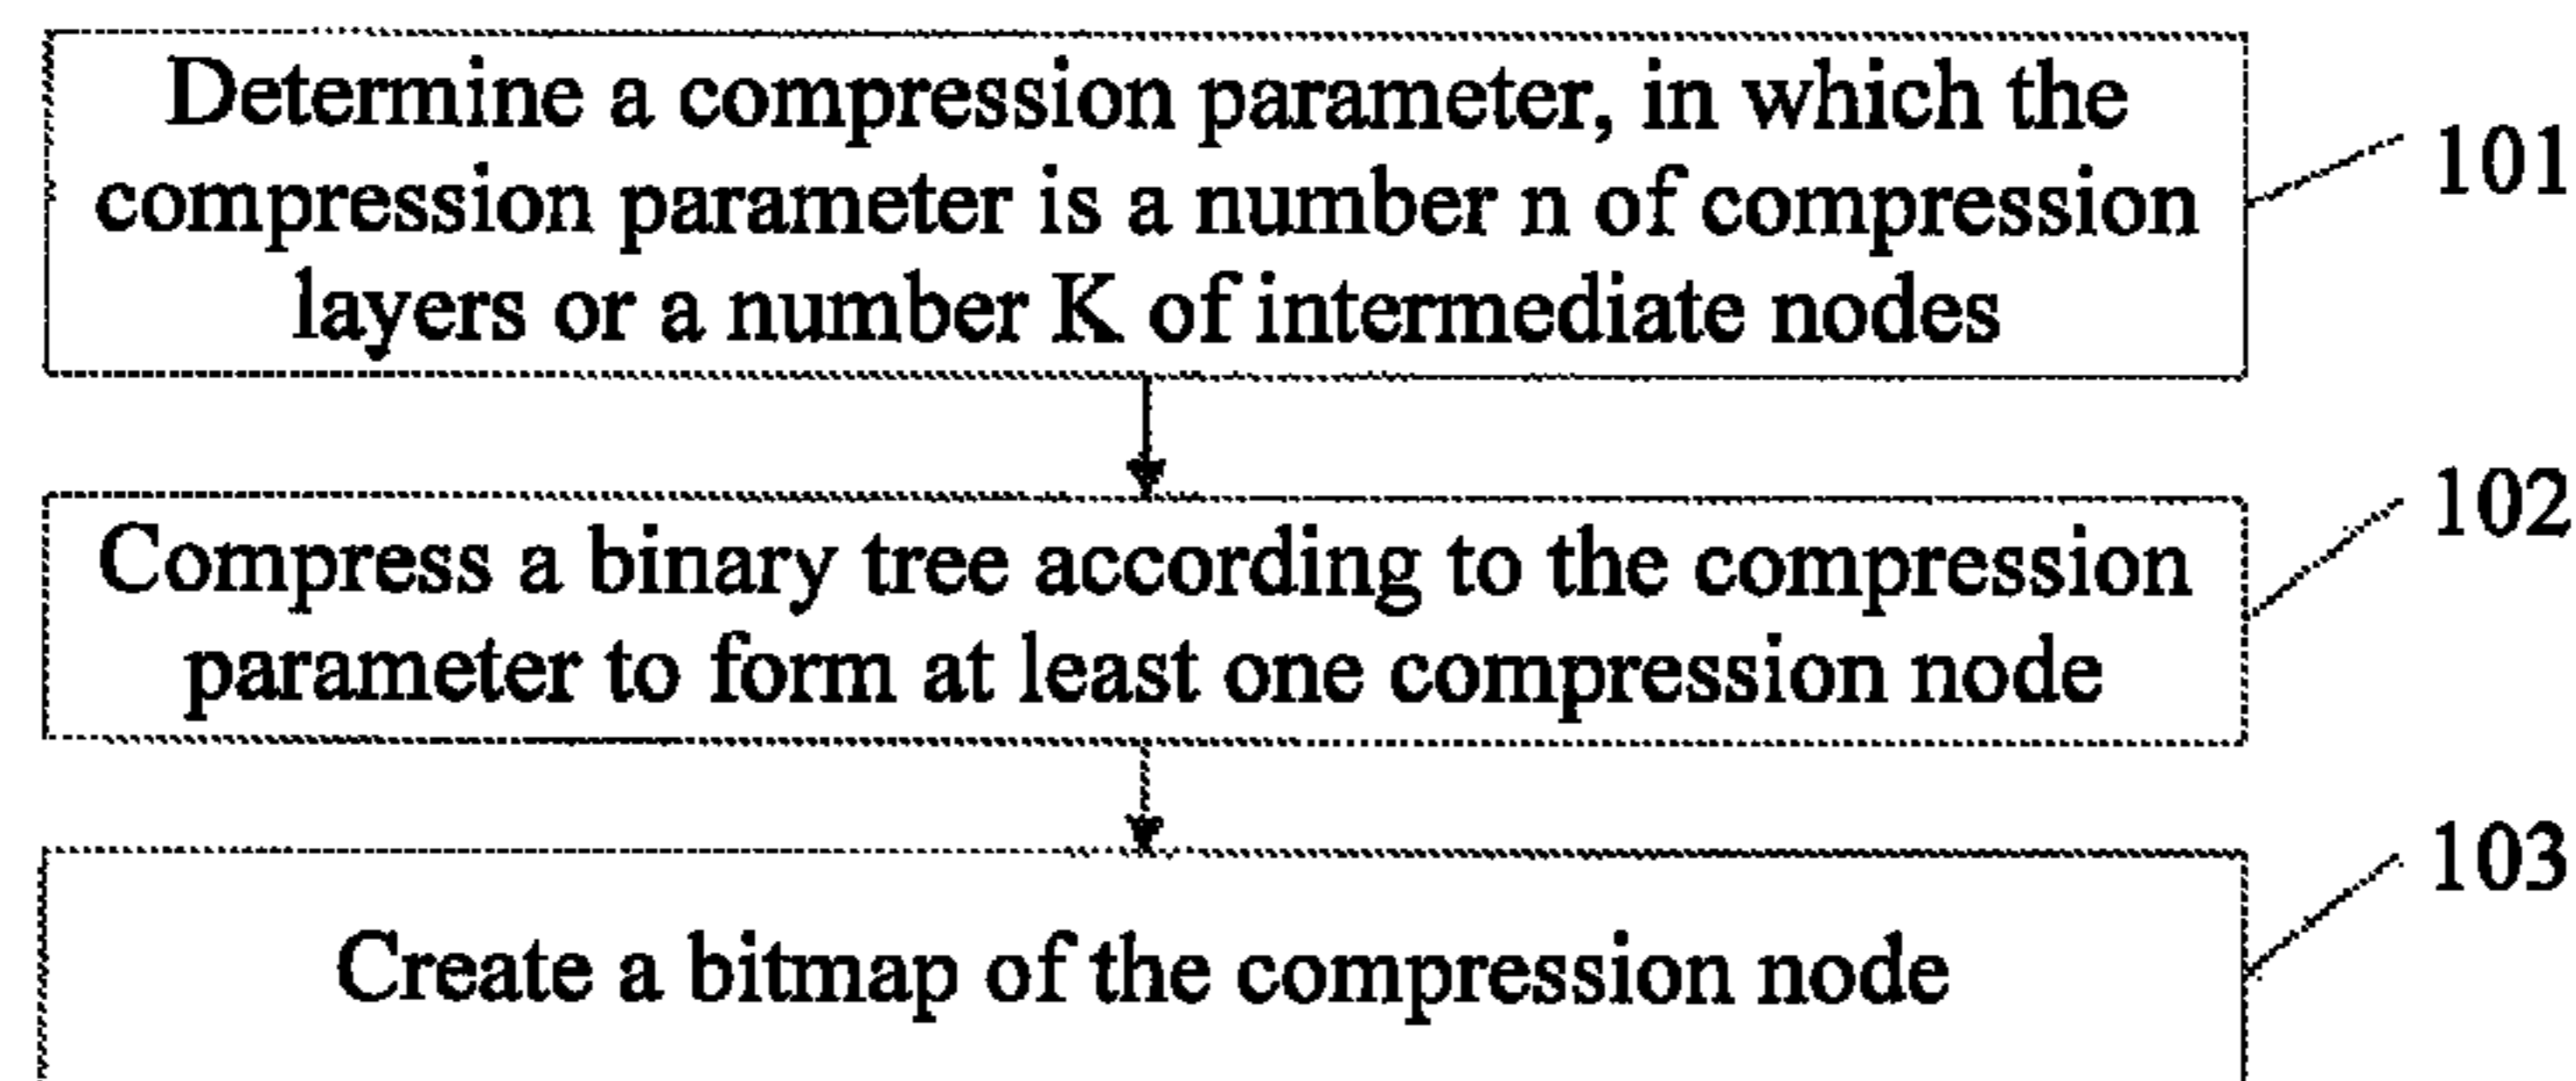 Determine a compression parameter, in which the
compression parameter is a number n of compression
layers or a number K of intermediate nodes
101
Compress a binary tree according to the compression
parameter to form at least one compression node
102
Create a bitmap of the compression node
103